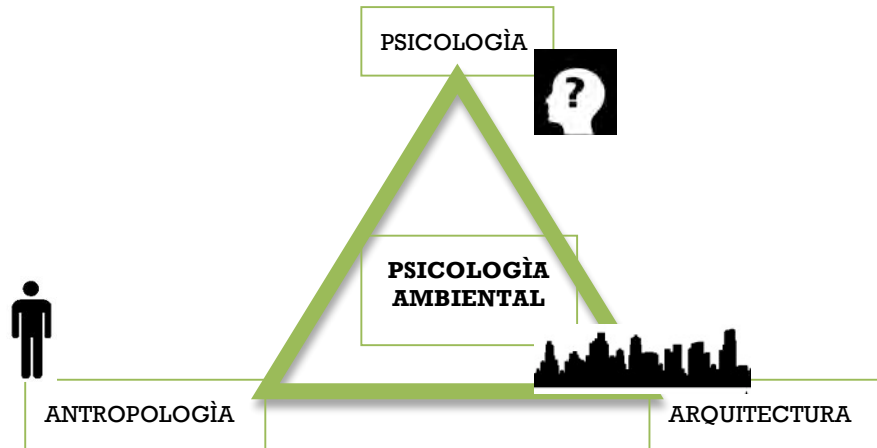 PSICOLOGÌA
?
PSICOLOGÌA
AMBIENTAL
ANTROPOLOGÌA
ARQUITECTURA